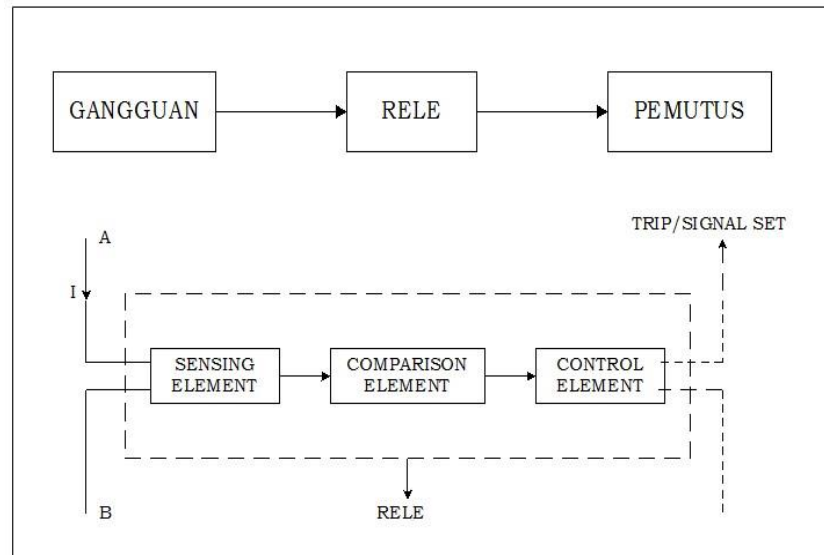 GANGGUAN
RELE
PEMUTUS
TRIP/SIGNAL SET
A
I
SENSING
ELEMENT
COMPARISON
ELEMENT
CONTROL
ELEMENT
B
RELE